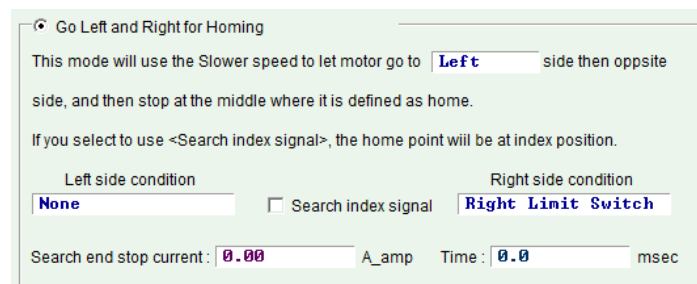 Go Left and Right for Homing
This mode will use the Slower speed to let motor go to Left side then oppsite
side, and then stop at the middle where it is defined as home.
If you select to use <Search index signal>, the home point wiil be at index position.
Left side condition Right side condition
None Search index signal Right Limit Switch
Search end stop current : 0.00 A_amp Time : 0.0 msec